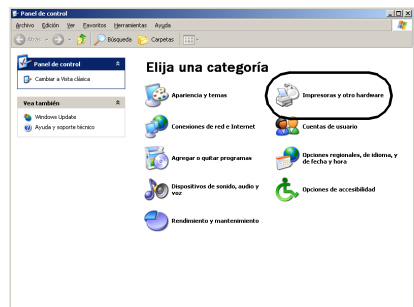 Panel de control
Archivo Edición Ver Favoritos Herramientas Ayuda
Atrás Búsqueda Carpetas
Panel de control
Cambiar a Vista clásica
Vea también
Windows Update
Ayuda y soporte técnico
Elija una categoría
Apariencia y temas
Impresoras y otro hardware
Conexiones de red e Internet
Cuentas de usuario
Agregar o quitar programas
Opciones regionales, de idioma, y
de fecha y hora
Dispositivos de sonido, audio y
voz
Opciones de accesibilidad
Rendimiento y mantenimiento